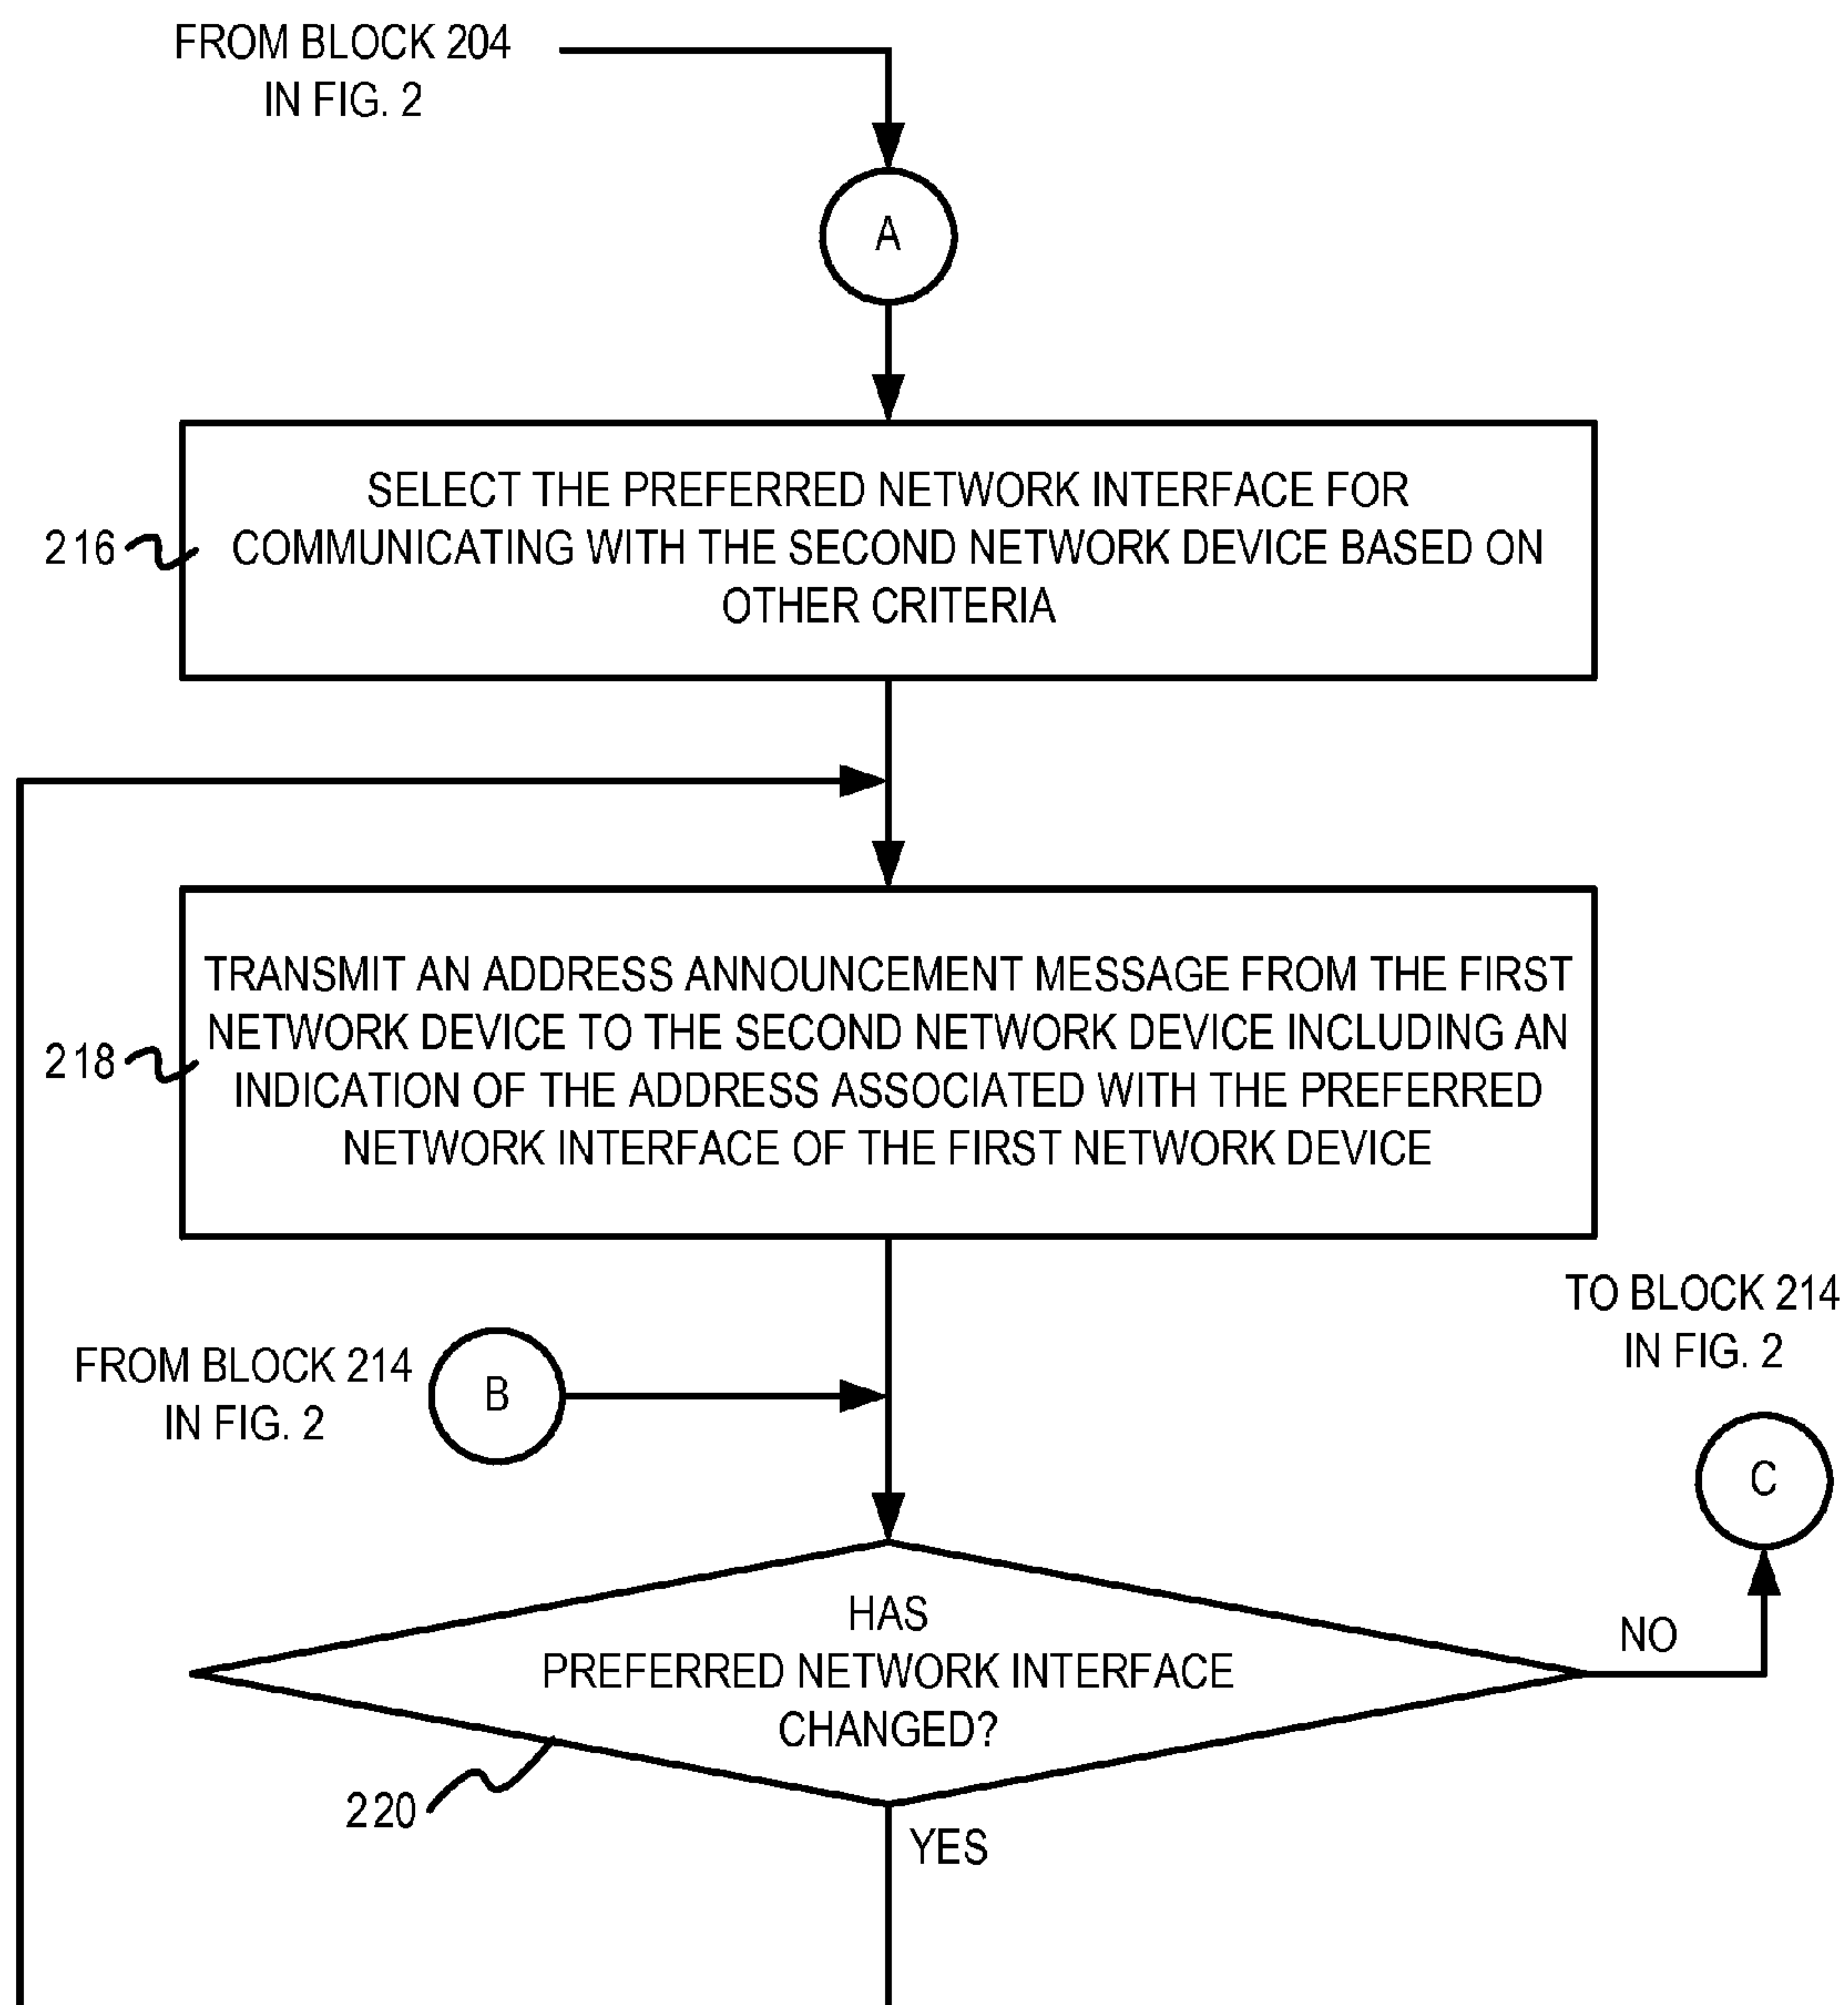 FROM BLOCK 204
IN FIG. 2
A
SELECT THE PREFERRED NETWORK INTERFACE FOR
COMMUNICATING WITH THE SECOND NETWORK DEVICE BASED ON
OTHER CRITERIA
216
TRANSMIT AN ADDRESS ANNOUNCEMENT MESSAGE FROM THE FIRST
NETWORK DEVICE TO THE SECOND NETWORK DEVICE INCLUDING AN
INDICATION OF THE ADDRESS ASSOCIATED WITH THE PREFERRED
NETWORK INTERFACE OF THE FIRST NETWORK DEVICE
218
TO BLOCK 214
IN FIG. 2
FROM BLOCK 214
IN FIG. 2
B
C
HAS
PREFERRED NETWORK INTERFACE
CHANGED?
NO
220
YES